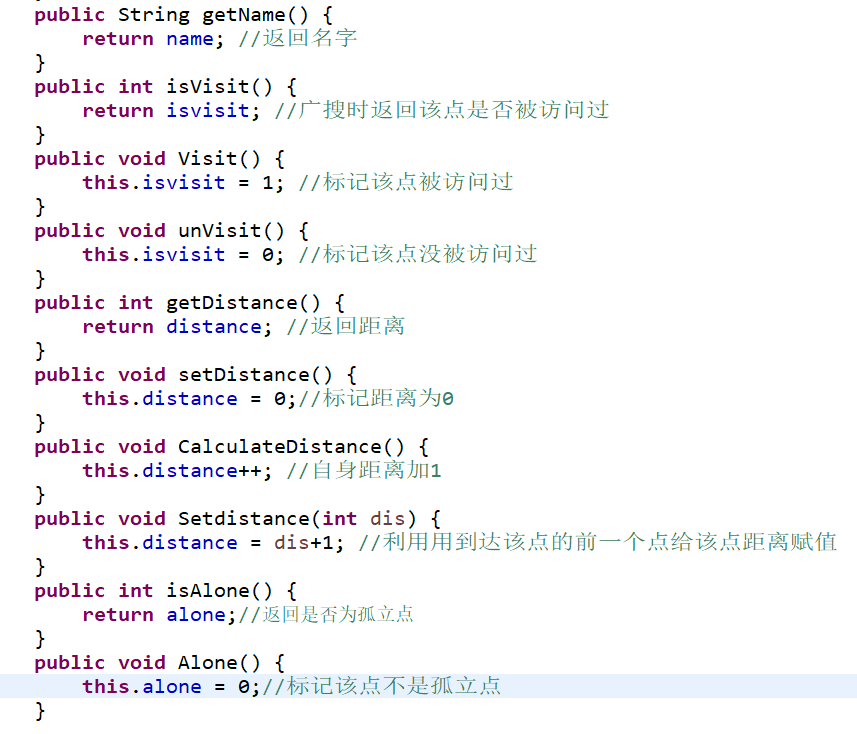 public String getName() {
return name; //返回名字
}
public int isVisit() {
return isvisit; //广搜时返回该点是否被访问过
}
public void Visit() {
this.isvisit = 1; //标记该点被访问过
}
public void unVisit() {
this.isvisit = 0; //标记该点没被访问过
}
public int getDistance() {
return distance; //返回距离
}
public void setDistance() {
this.distance = 0;//标记距离为0
}
public void CalculateDistance() {
this.distance++; //自身距离加1
}
public void Setdistance(int dis) {
this.distance = dis+1; //利用用到达该点的前一个点给该点距离赋值
}
public int isAlone() {
return alone;//返回是否为孤立点
}
public void Alone() {
this.alone = 0;//标记该点不是孤立点
}